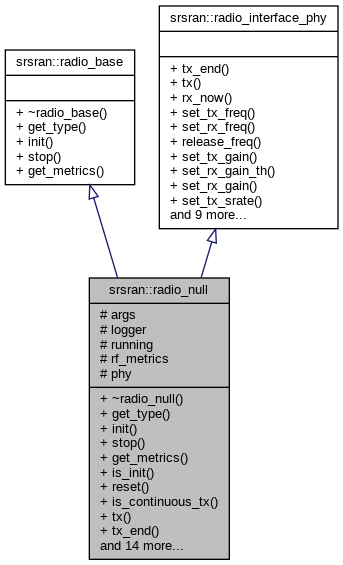 srsran::radio_base
+ ~radio_base()
+ get_type()
+ init()
+ stop()
+ get_metrics()
srsran::radio_interface_phy
+ tx_end()
+ tx()
+ rx_now()
+ set_tx_freq()
+ set_rx_freq()
+ release_freq()
+ set_tx_gain()
+ set_rx_gain_th()
+ set_rx_gain()
+ set_tx_srate()
and 9 more...
srsran::radio_null
# args
# logger
# running
# rf_metrics
# phy
+ ~radio_null()
+ get_type()
+ init()
+ stop()
+ get_metrics()
+ is_init()
+ reset()
+ is_continuous_tx()
+ tx()
+ tx_end()
and 14 more...